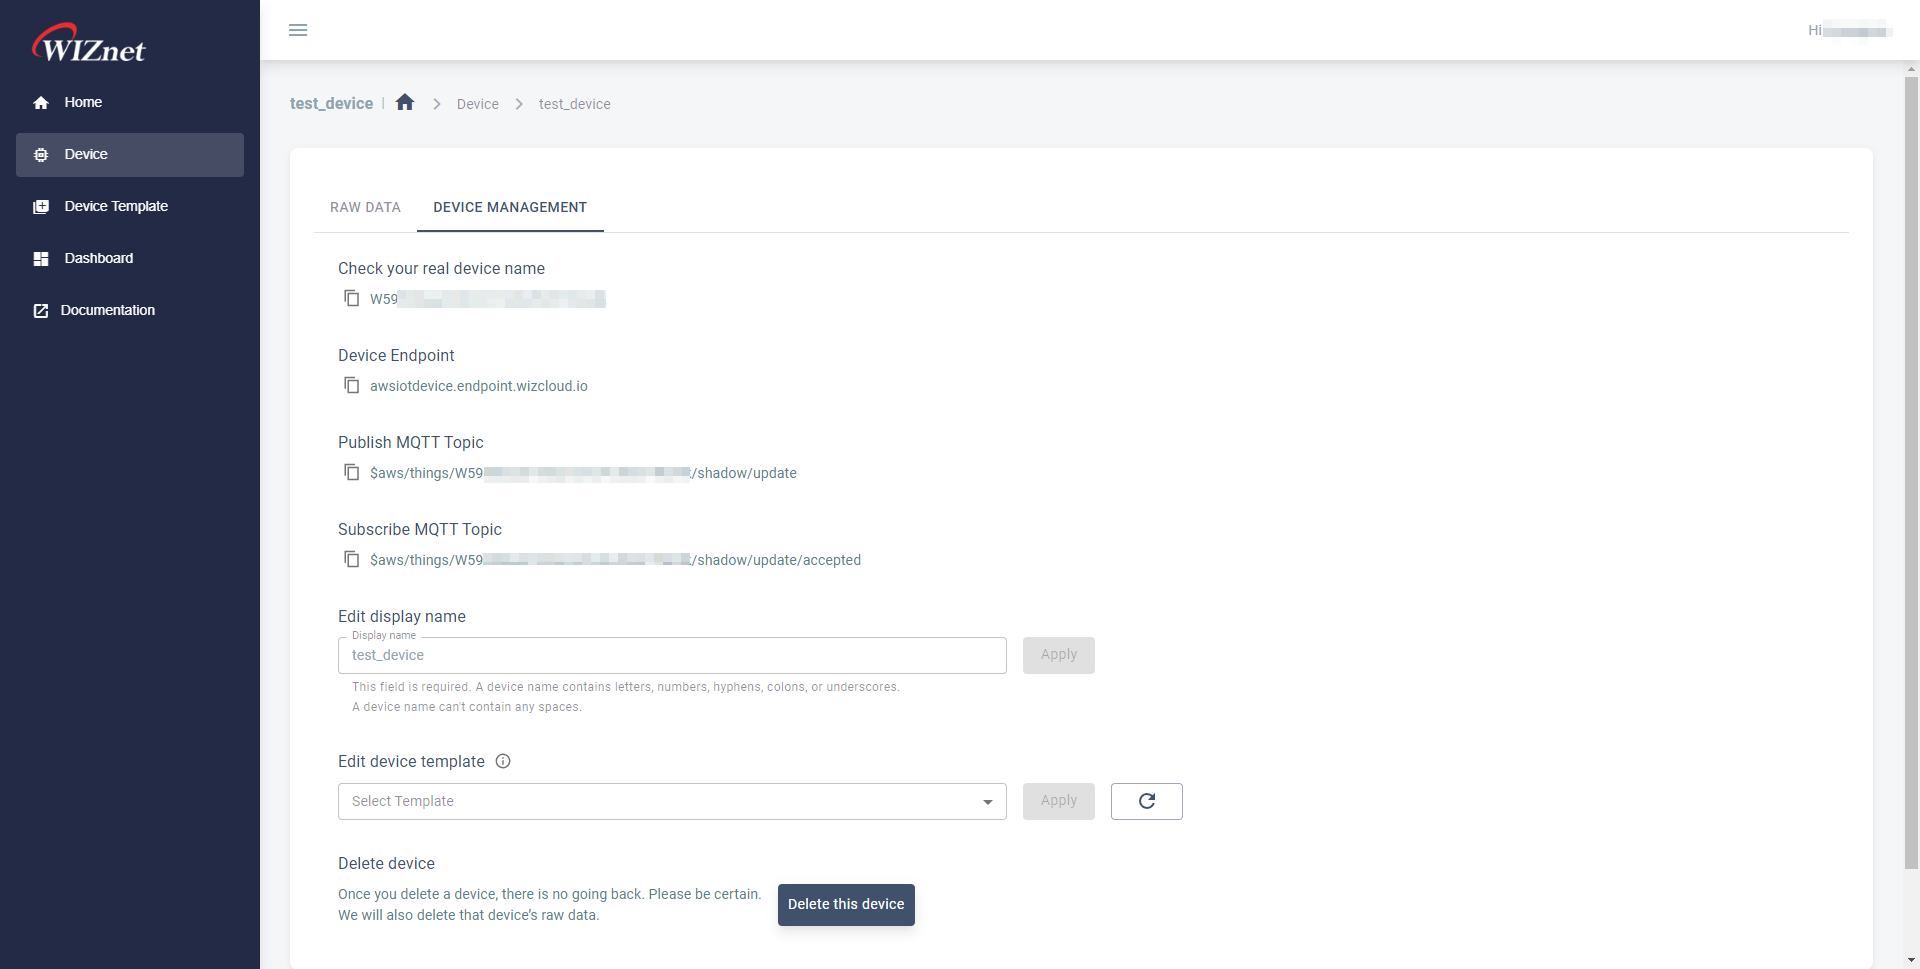 WIZnet
Home
Device
Device Template
Dashboard
Documentation
Hi
test_device | Device test_device
RAW DATA DEVICE MANAGEMENT
Check your real device name
W59
Device Endpoint
awsiotdevice.endpoint.wizcloud.io
Publish MQTT Topic
$aws/things/W59 /shadow/update
Subscribe MQTT Topic
$aws/things/W59 /shadow/update/accepted
Edit display name
Display name
test_device Apply
This field is required. A device name contains letters, numbers, hyphens, colons, or underscores.
A device name can't contain any spaces.
Edit device template
Select Template Apply
Delete device
Once you delete a device, there is no going back. Please be certain.
We will also delete that device's raw data.
Delete this device